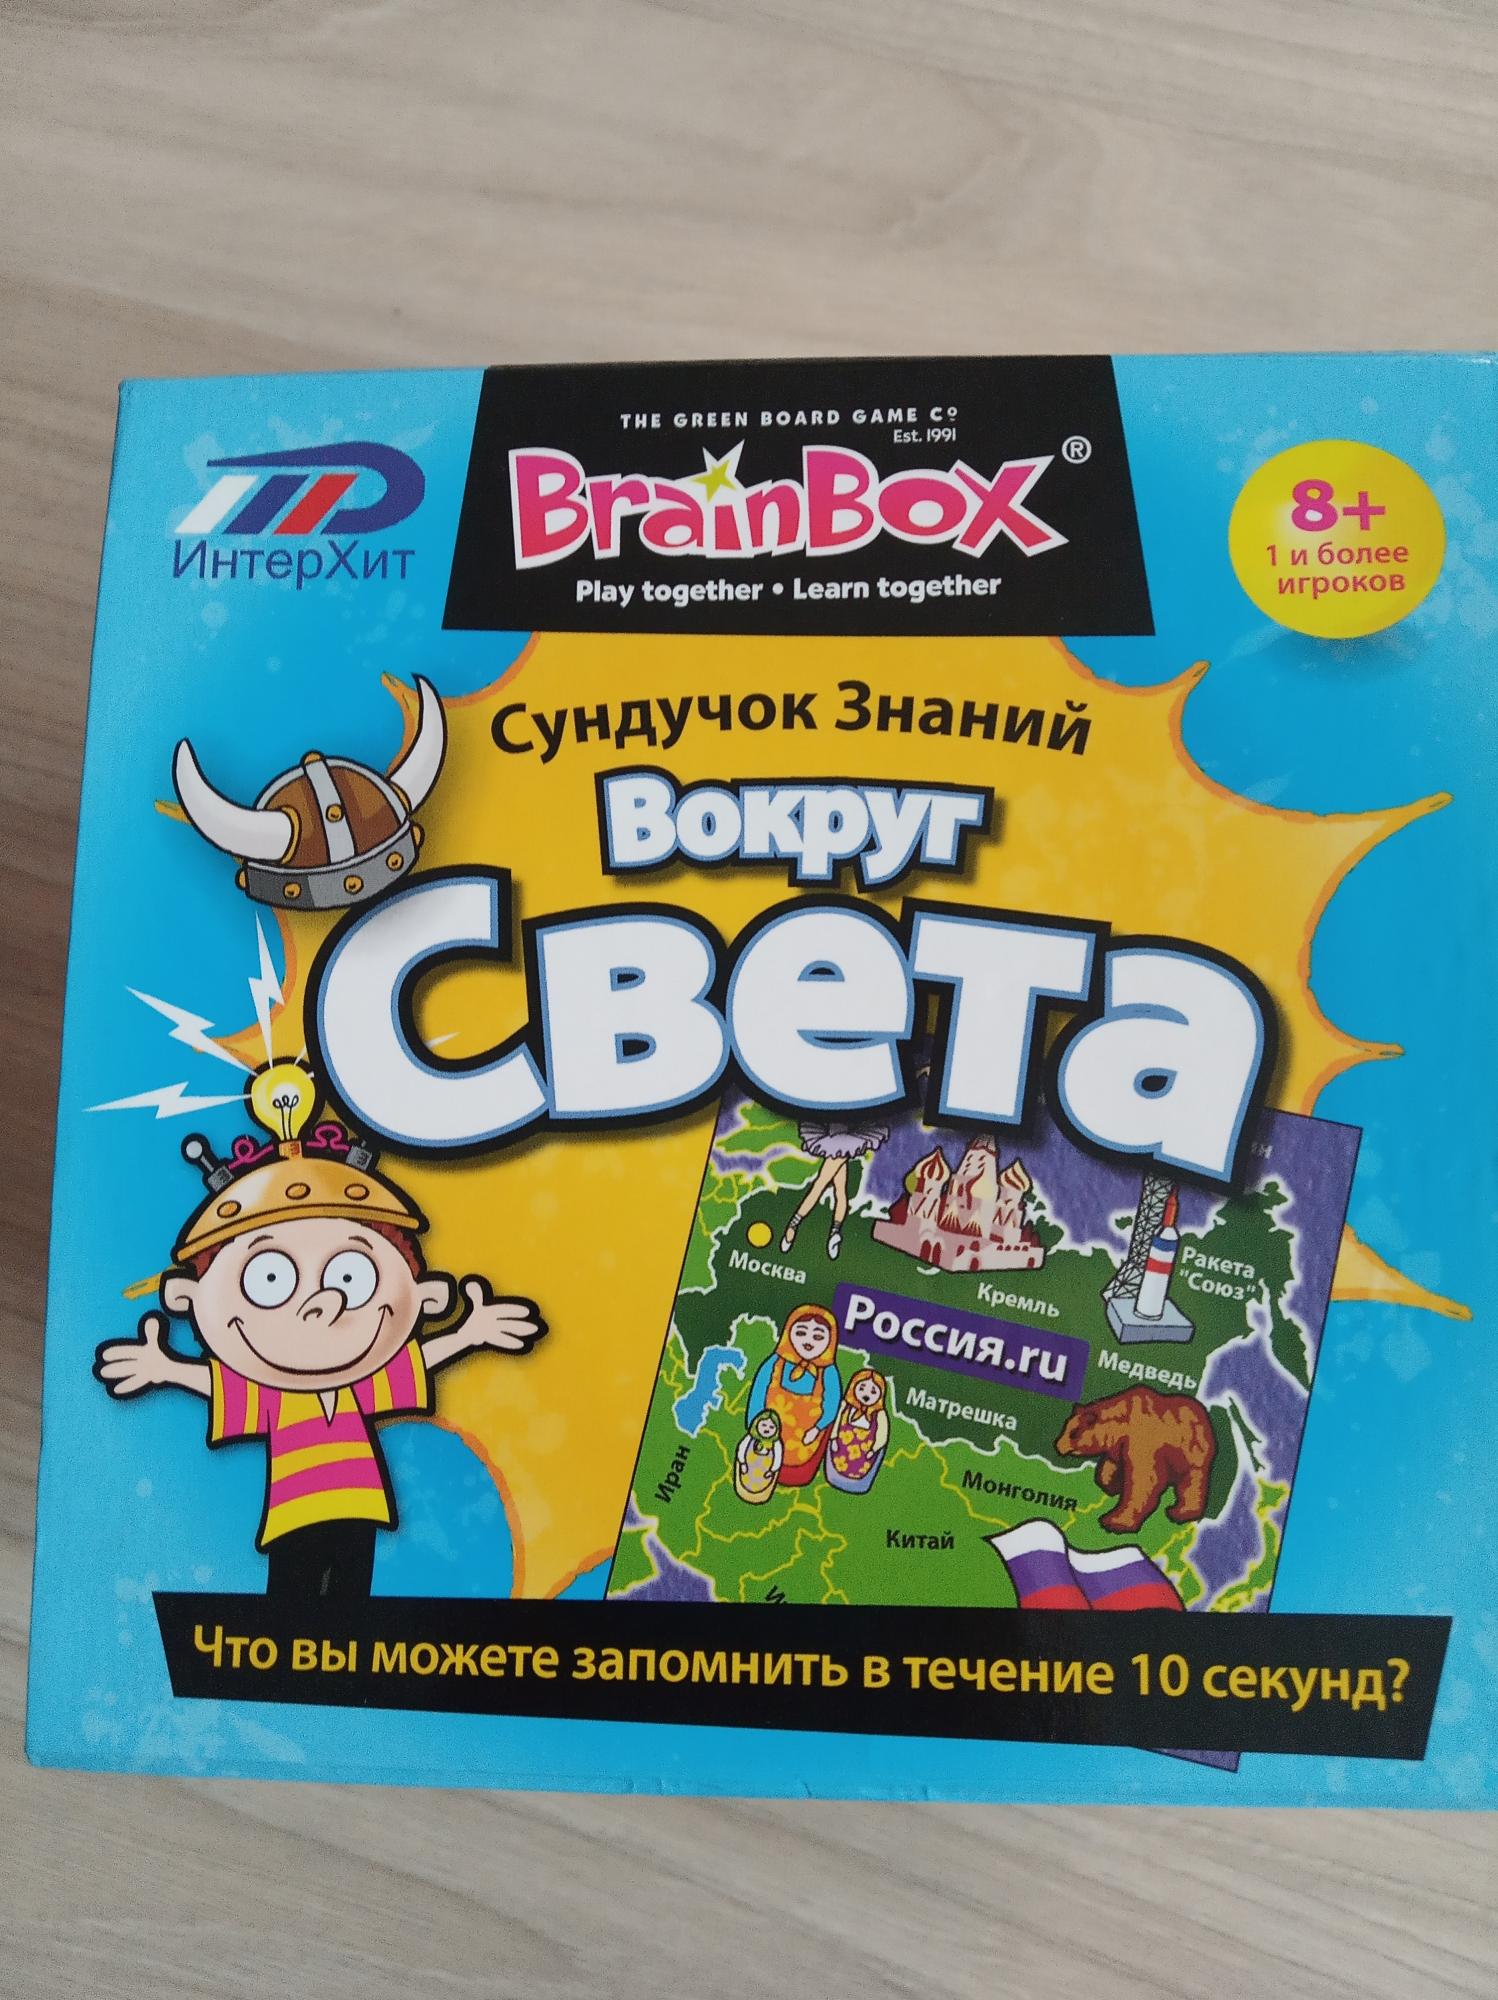 THE GREEN BOARD GAME Cº
Est. 1991
BrainBox®
Play together • Learn together
ИнтерХит
8+
1 и более
игроков
Сундучок Знаний
Вокруг
Света
Москва
Кремль
Ракета
"Союз"
Россия.ru
Медведь
Матрешка
Иран
Монголия
Китай
Что вы можете запомнить в течение 10 секунд?